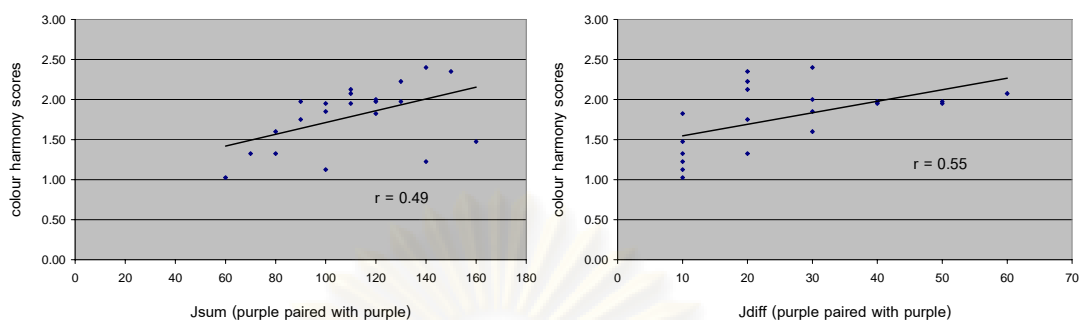 colour harmony scores
3.00
2.50
2.00
1.50
1.00
0.50
0.00
r = 0.49
0 20 40 60 80 100 120 140 160 180
Jsum (purple paired with purple)
colour harmony scores
3.00
2.50
2.00
1.50
1.00
0.50
0.00
r = 0.55
0 10 20 30 40 50 60 70
Jdiff (purple paired with purple)